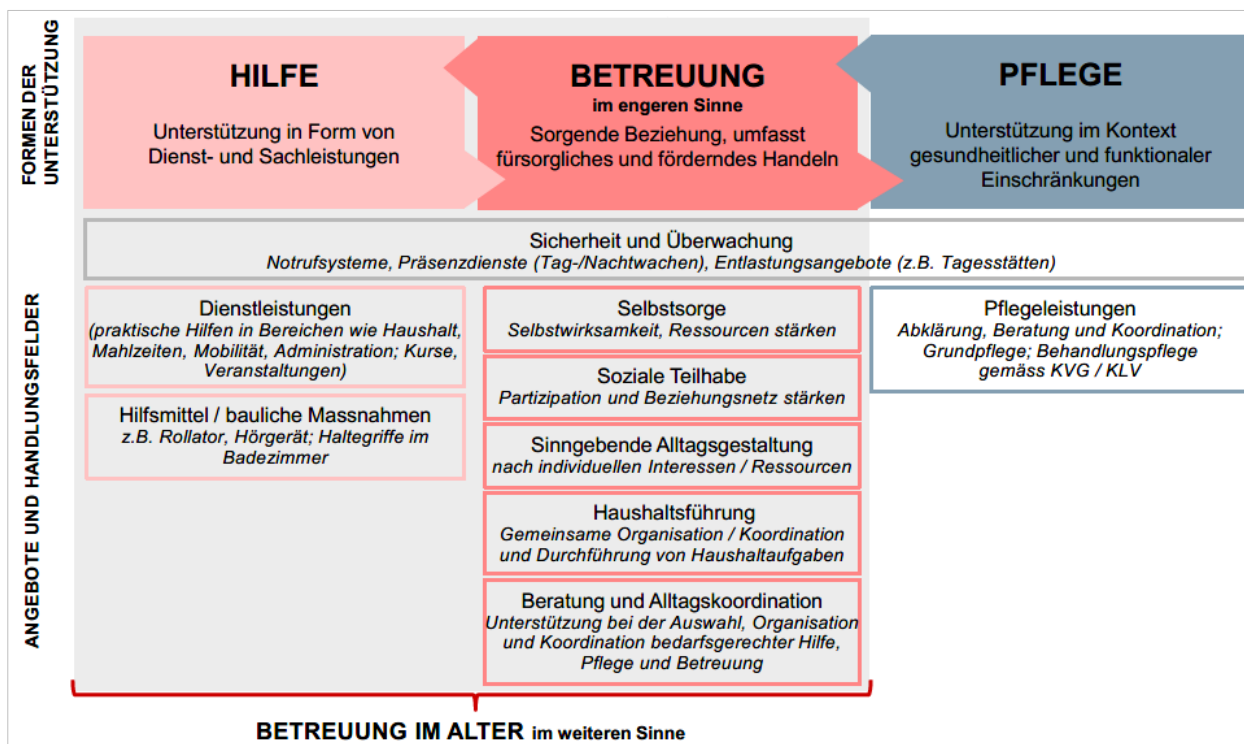 FORMEN DER
UNTERSTÜTZUNG
HILFE
Unterstützung in Form von
Dienst- und Sachleistungen
BETREUUNG
im engeren Sinne
Sorgende Beziehung, umfasst
fürsorgliches und förderndes Handeln
PFLEGE
Unterstützung im Kontext
gesundheitlicher und funktionaler
Einschränkungen
Sicherheit und Überwachung
Notrufsysteme, Präsenzdienste (Tag-/Nachtwachen), Entlastungsangebote (z.B. Tagesstätten)
ANGEBOTE UND HANDLUNGSFELDER
Dienstleistungen
(praktische Hilfen in Bereichen wie Haushalt,
Mahlzeiten, Mobilität, Administration; Kurse,
Veranstaltungen)
Hilfsmittel / bauliche Massnahmen
z.B. Rollator, Hörgerät; Haltegriffe im
Badezimmer
Selbstsorge
Selbstwirksamkeit, Ressourcen stärken
Soziale Teilhabe
Partizipation und Beziehungsnetz stärken
Sinngebende Alltagsgestaltung
nach individuellen Interessen / Ressourcen
Haushaltsführung
Gemeinsame Organisation / Koordination
und Durchführung von Haushaltaufgaben
Beratung und Alltagskoordination
Unterstützung bei der Auswahl, Organisation
und Koordination bedarfsgerechter Hilfe,
Pflege und Betreuung
Pflegeleistungen
Abklärung, Beratung und Koordination;
Grundpflege; Behandlungspflege
gemäss KVG / KLV
BETREUUNG IM ALTER im weiteren Sinne